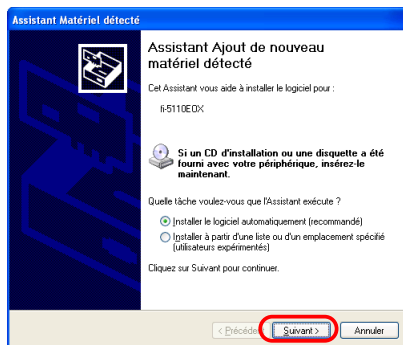 Assistant Matériel détecté
Assistant Ajout de nouveau
matériel détecté
Cet Assistant vous aide à installer le logiciel pour :
fi-5110EOX
Si un CD d'installation ou une disquette a été
fourni avec votre périphérique, insérez-le
maintenant.
Quelle tâche voulez-vous que l'Assistant exécute ?
Installer le logiciel automatiquement (recommandé)
Installer à partir d'une liste ou d'un emplacement spécifié
(utilisateurs expérimentés)
Cliquez sur Suivant pour continuer.
< Précéde Suivant > Annuler